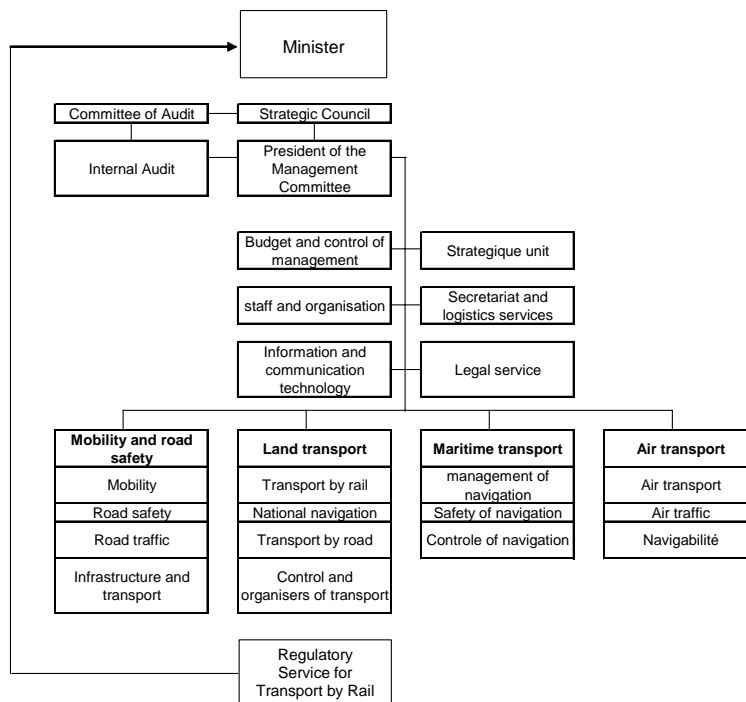 Minister
Committee of Audit
Strategic Council
Internal Audit
President of the
Management
Committee
Budget and control of
management
Strategique unit
staff and organisation
Secretariat and
logistics services
Information and
communication
technology
Legal service
Mobility and road
safety
Mobility
Road safety
Road traffic
Infrastructure and
transport
Land transport
Transport by rail
National navigation
Transport by road
Control and
organisers of transport
Maritime transport
management of
navigation
Safety of navigation
Controle of navigation
Air transport
Air transport
Air traffic
Navigabilité
Regulatory
Service for
Transport by Rail